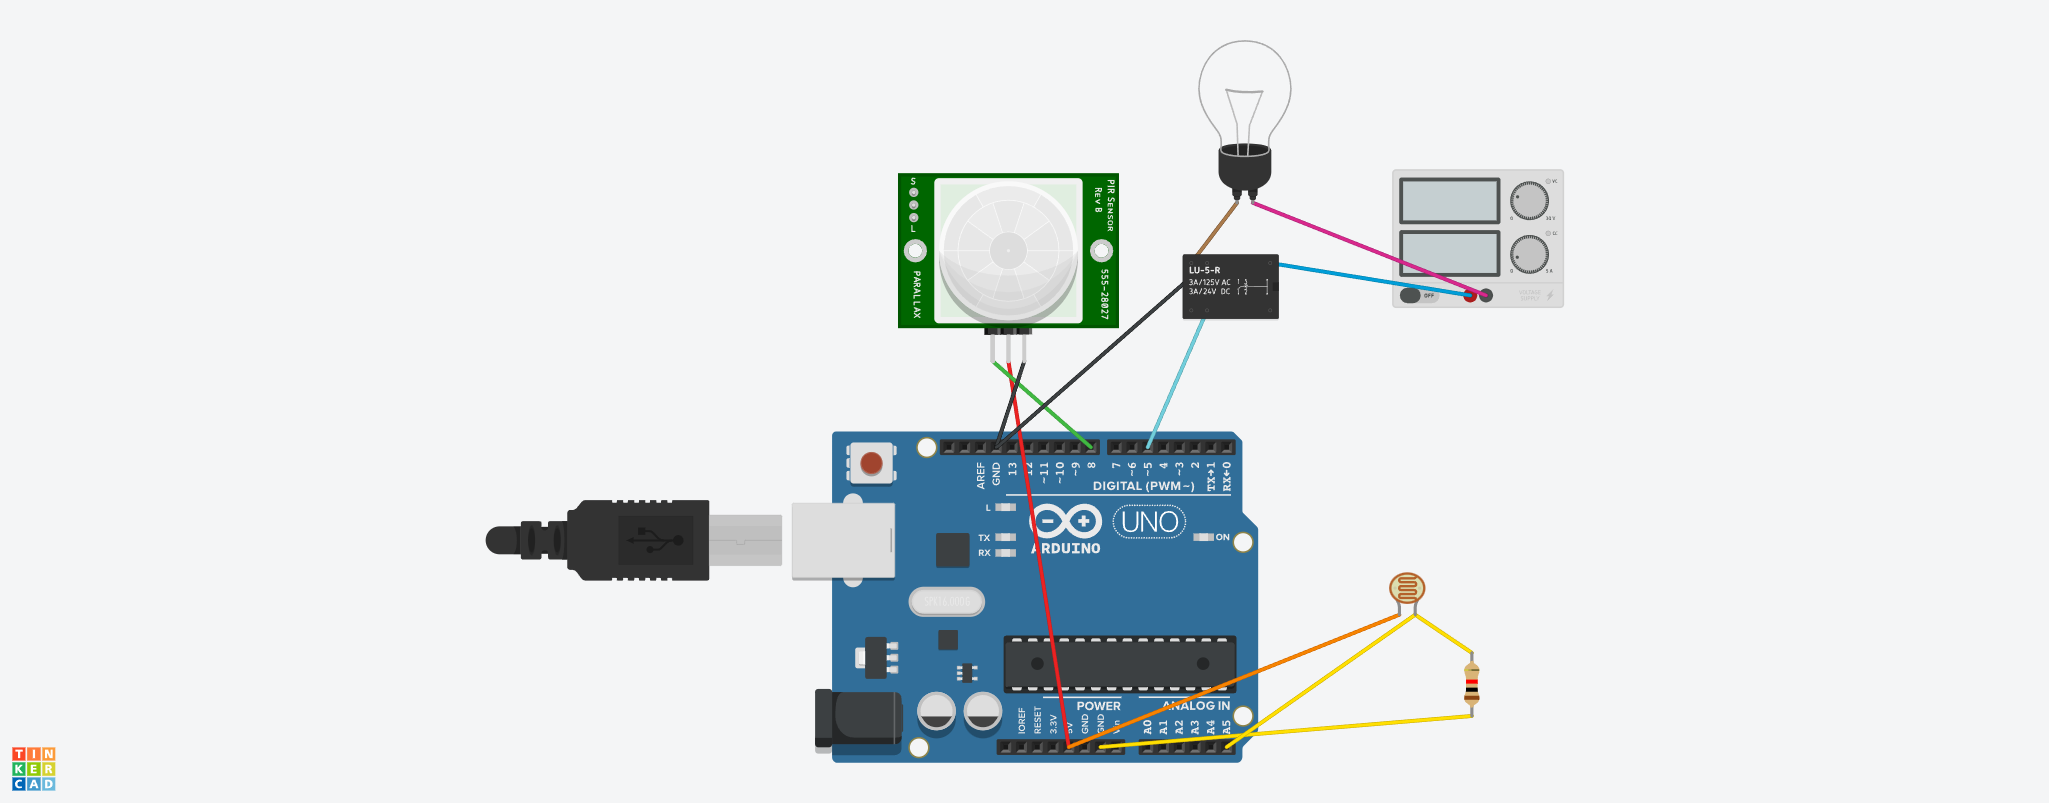 S
L
PIR SENSOR
REV B
PARALLAX
555-28027
LU-5-R
3A/125V AC
3A/24V DC
OFF
VOLTAGE
SUPPLY
AREF
GND
13
12
~11
~10
~9
8
7
~6
~5
4
~3
2
TX→1
RX←0
DIGITAL (PWM~)
L
TX
RX
ARDUINO
UNO
ON
POWER
ANALOG IN
IOREF
RESET
3.3V
5V
GND
GND
Vin
A0
A1
A2
A3
A4
A5
TIN
KER
CAD